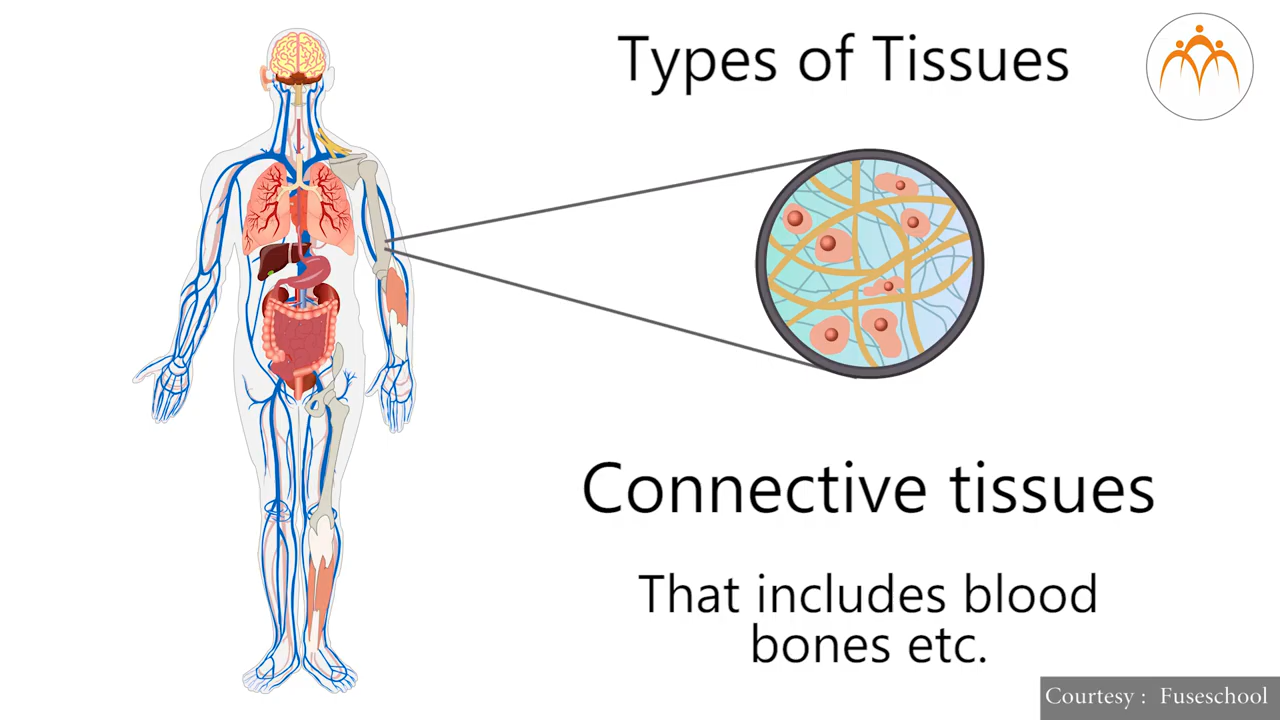 Types of Tissues
Connective tissues
That includes blood
bones etc.
Courtesy : Fuseschool